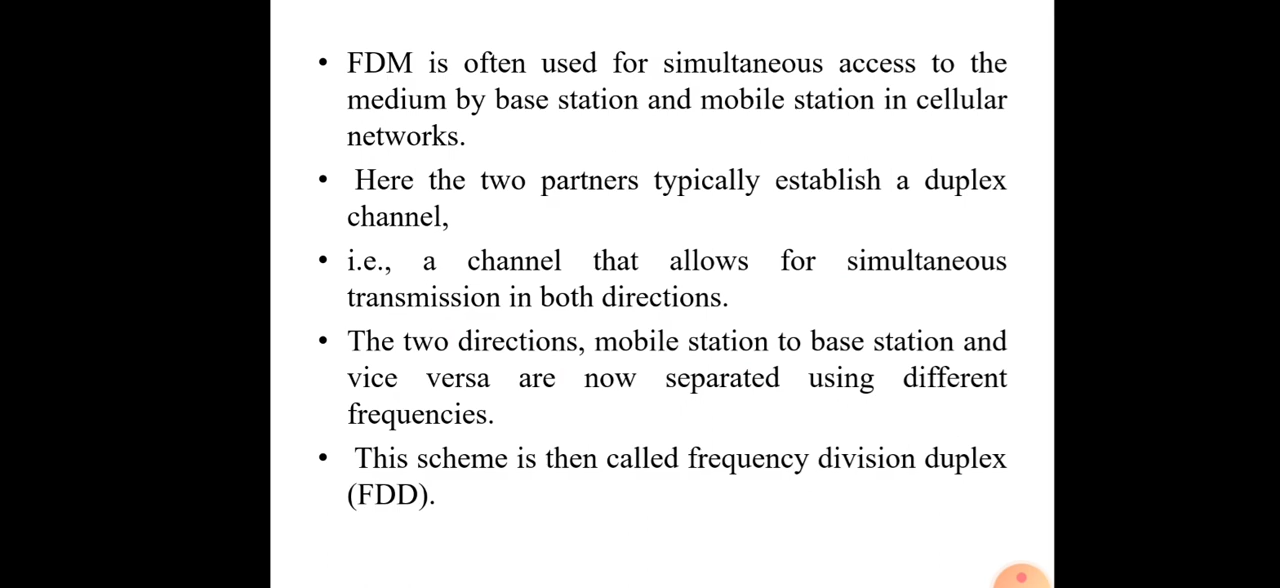 • FDM is often used for simultaneous access to the
medium by base station and mobile station in cellular
networks.
• Here the two partners typically establish a duplex
channel,
• i.e., a channel that allows for simultaneous
transmission in both directions.
• The two directions, mobile station to base station and
vice versa are now separated using different
frequencies.
• This scheme is then called frequency division duplex
(FDD).